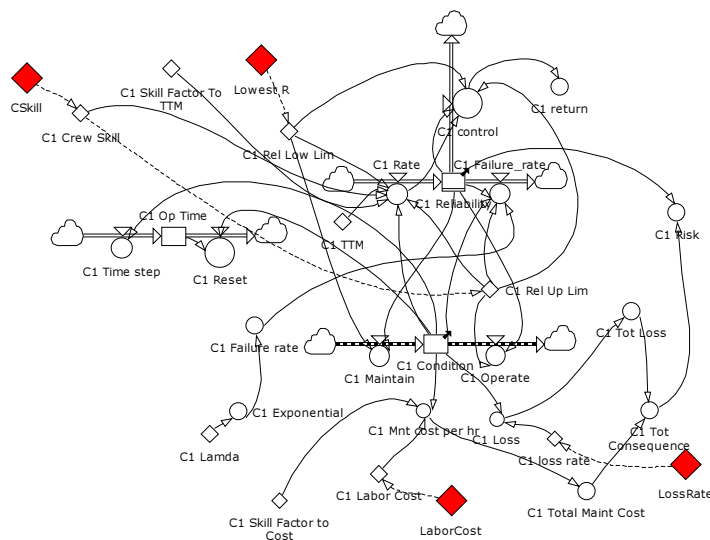 CSkill
Lowest R
C1 Skill Factor To
TTM
C1 return
C1 Crew Skill
C1 control
C1 Rel Low Lim
C1 Rate
C1 Failure_rate
C1 Reliability
C1 Op Time
C1 TTM
C1 Risk
C1 Time step
C1 Reset
C1 Rel Up Lim
C1 Failure rate
C1 Tot Loss
C1 Condition
C1 Maintain
C1 Operate
C1 Exponential
C1 Mnt cost per hr
C1 Loss
C1 Tot
Consequence
C1 Lamda
C1 loss rate
C1 Labor Cost
LossRate
C1 Skill Factor to
Cost
LaborCost
C1 Total Maint Cost